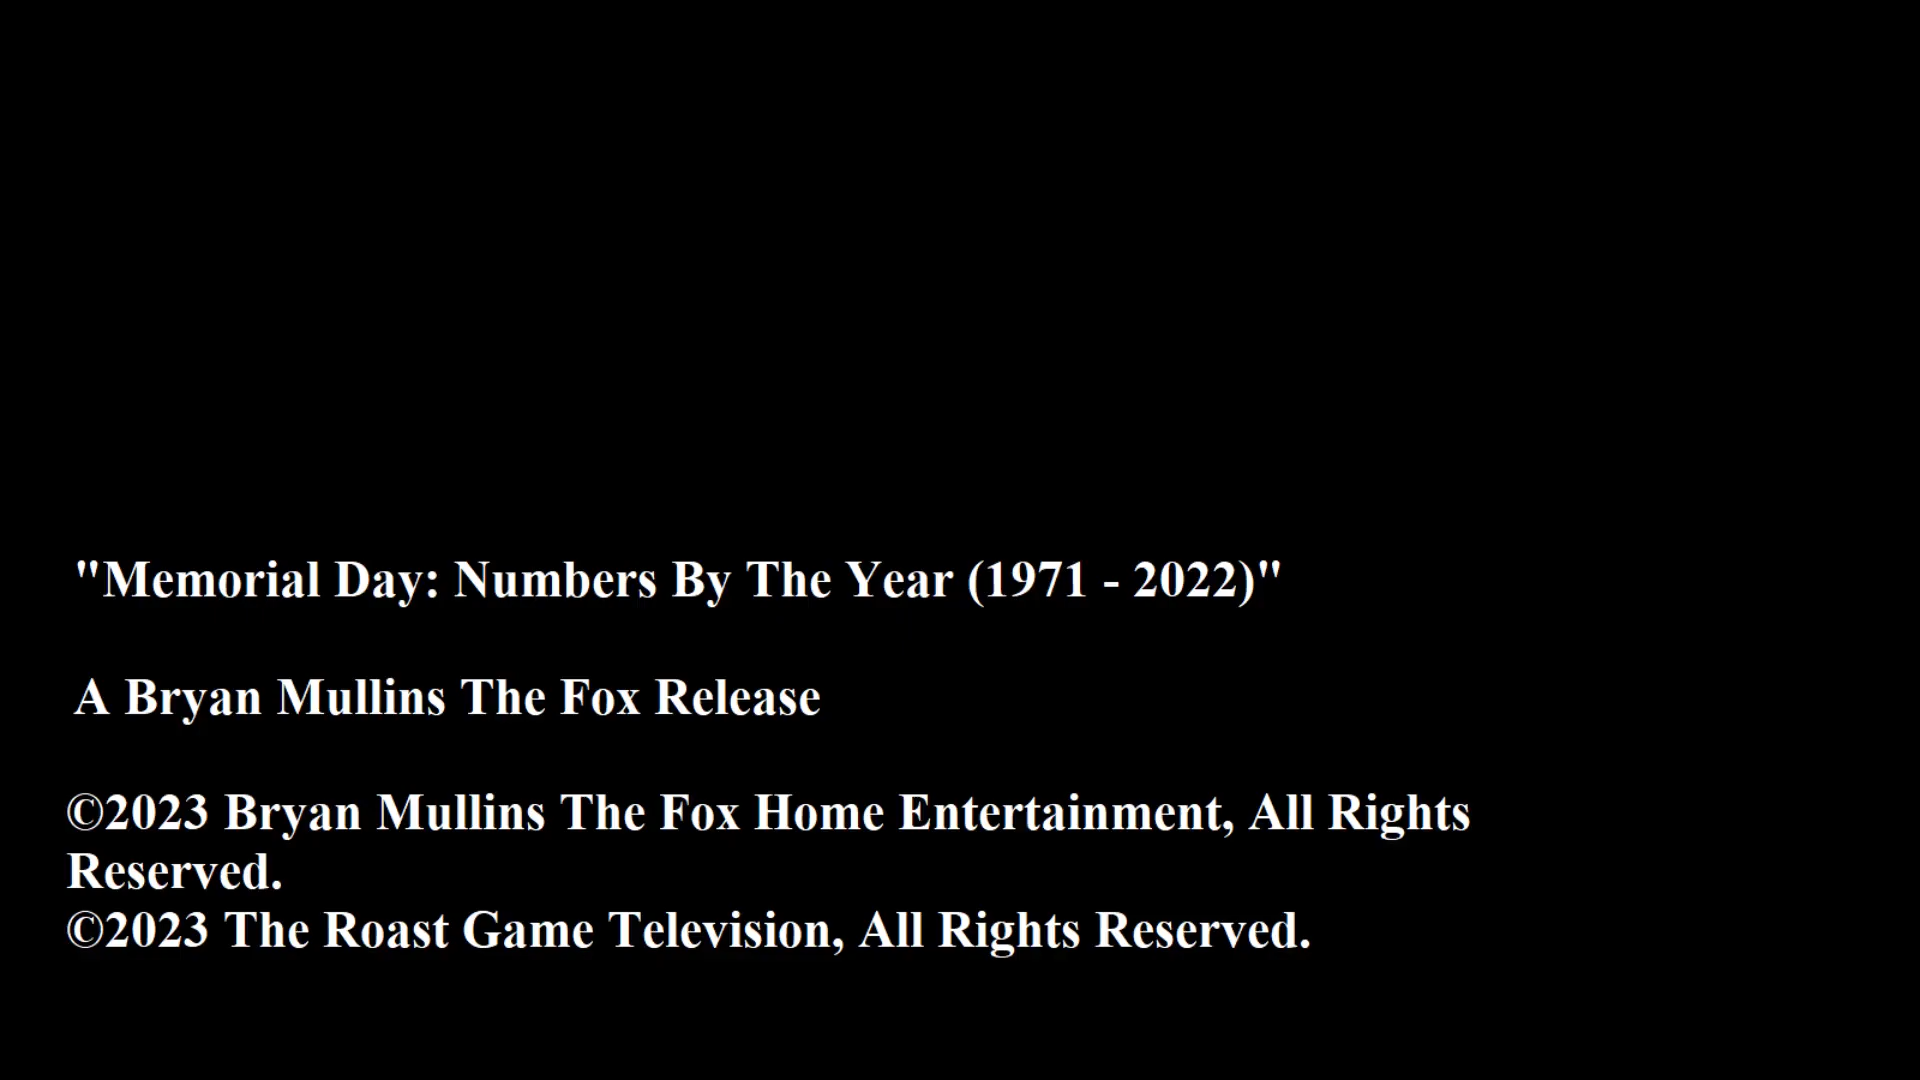 "Memorial Day: Numbers By The Year (1971 - 2022)"
A Bryan Mullins The Fox Release
©2023 Bryan Mullins The Fox Home Entertainment, All Rights
Reserved.
©2023 The Roast Game Television, All Rights Reserved.